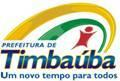 PREFEITURA DE
Timbaúba
Um novo tempo para todos